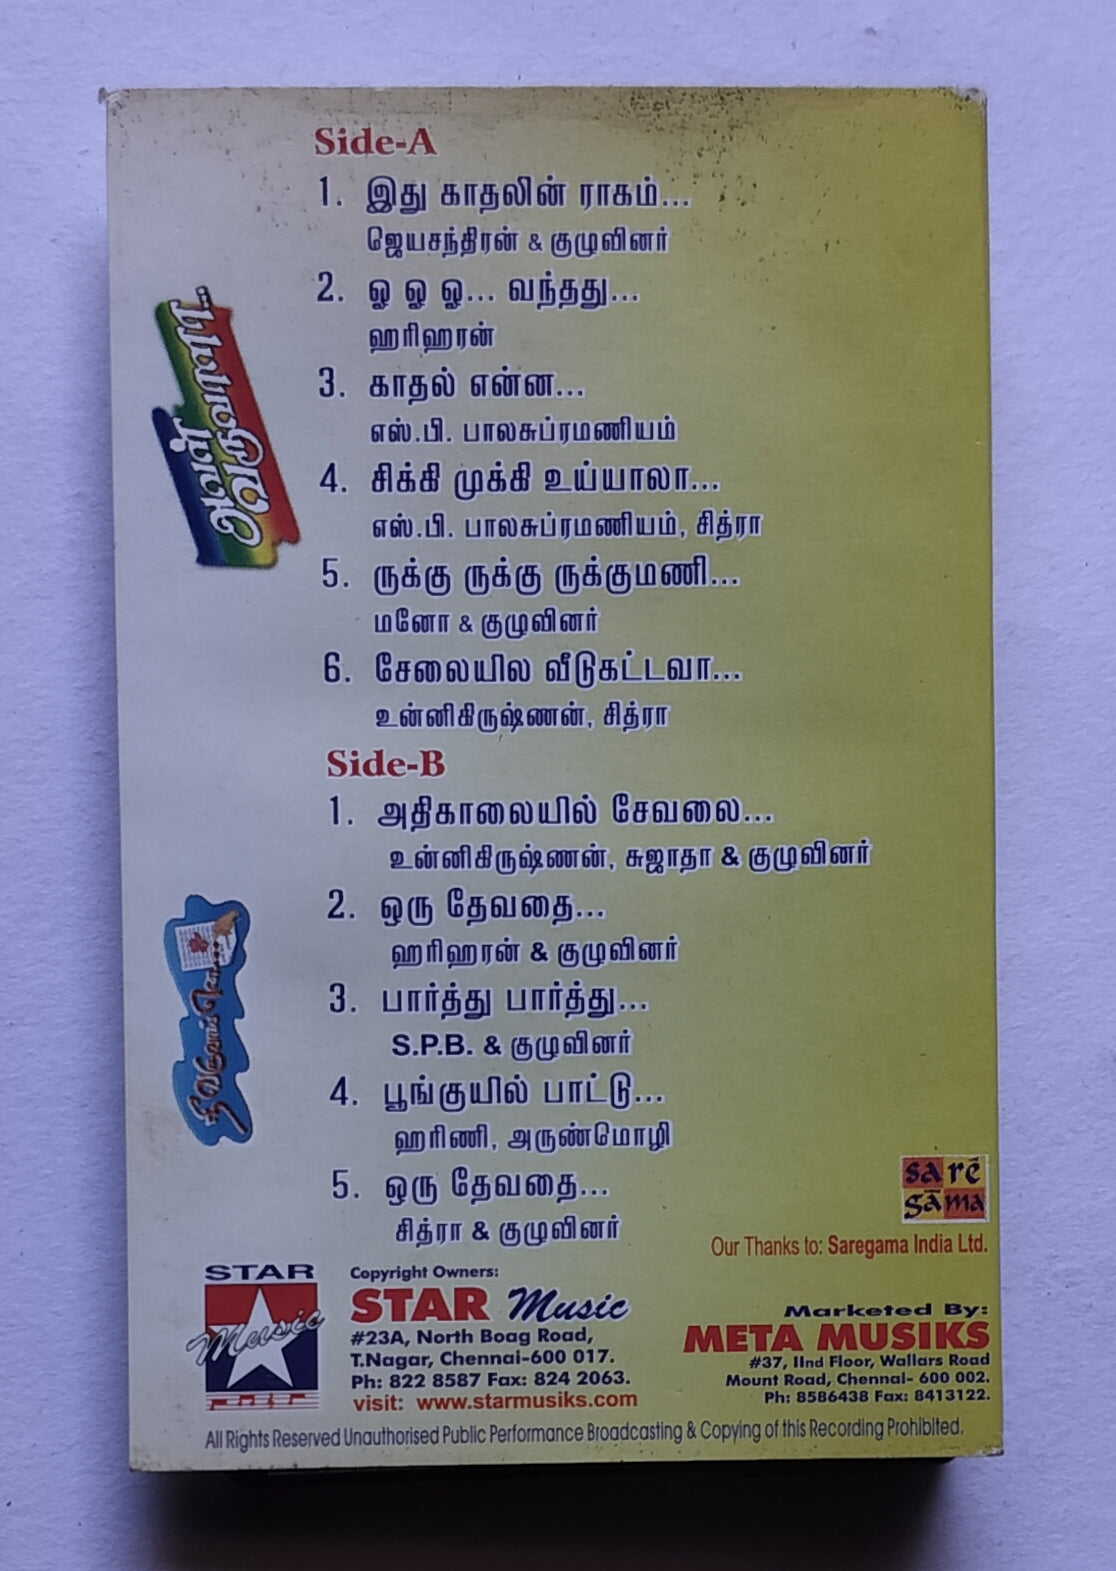 Side-A
1. இது காதலின் ராகம்...
ஜெயசந்திரன் & குழுவினர்
2. ஓ ஓ ஓ... வந்தது...
ஹரிஹரன்
3. காதல் என்ன...
எஸ்.பி. பாலசுப்ரமணியம்
4. சிக்கி முக்கி உய்யாலா...
எஸ்.பி. பாலசுப்ரமணியம், சித்ரா
5. ருக்கு ருக்கு ருக்குமணி...
மனோ & குழுவினர்
6. சேலையில வீடுகட்டவா...
உன்னிகிருஷ்ணன், சித்ரா
அவள்
வருவாளா...
Side-B
1. அதிகாலையில் சேவலை...
உன்னிகிருஷ்ணன், சுஜாதா & குழுவினர்
2. ஒரு தேவதை...
ஹரிஹரன் & குழுவினர்
3. பார்த்து பார்த்து...
S.P.B. & குழுவினர்
4. பூங்குயில் பாட்டு...
ஹரிணி, அருண்மொழி
5. ஒரு தேவதை...
சித்ரா & குழுவினர்
நீ வருவாய் என...
sa rē
gā ma
Our Thanks to: Saregama India Ltd.
STAR
Music
Copyright Owners:
STAR Music
#23A, North Boag Road,
T.Nagar, Chennai-600 017.
Ph: 822 8587 Fax: 824 2063.
visit: www.starmusiks.com
Marketed By:
META MUSIKS
#37, IInd Floor, Wallars Road
Mount Road, Chennai- 600 002.
Ph: 8586438 Fax: 8413122.
All Rights Reserved Unauthorised Public Performance Broadcasting & Copying of this Recording Prohibited.